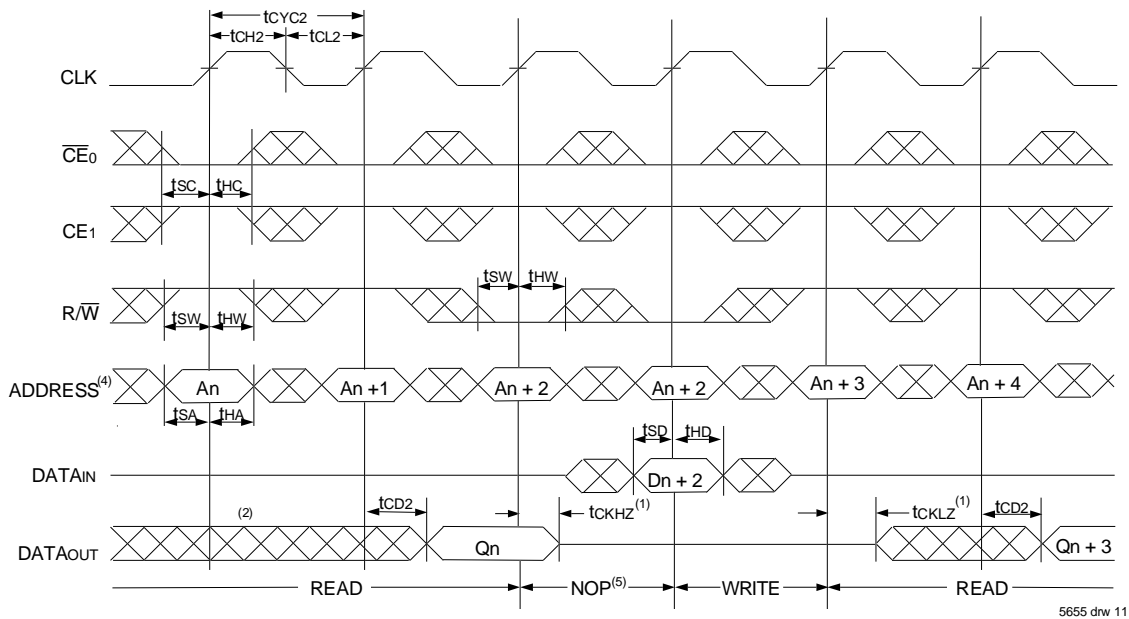 tCYC2
tCH2 tCL2
CLK
CE0
tSC tHC
CE1
tSW tHW
R/W
tSW tHW
ADDRESS(4) An An + 1 An + 2 An + 2 An + 3 An + 4
tSA tHA
tSD tHD
DATAIN Dn + 2
tCD2 tCKHZ(1) tCKLZ(1) tCD2
(2)
DATAOUT Qn Qn + 3
READ NOP(5) WRITE READ
5655 drw 11